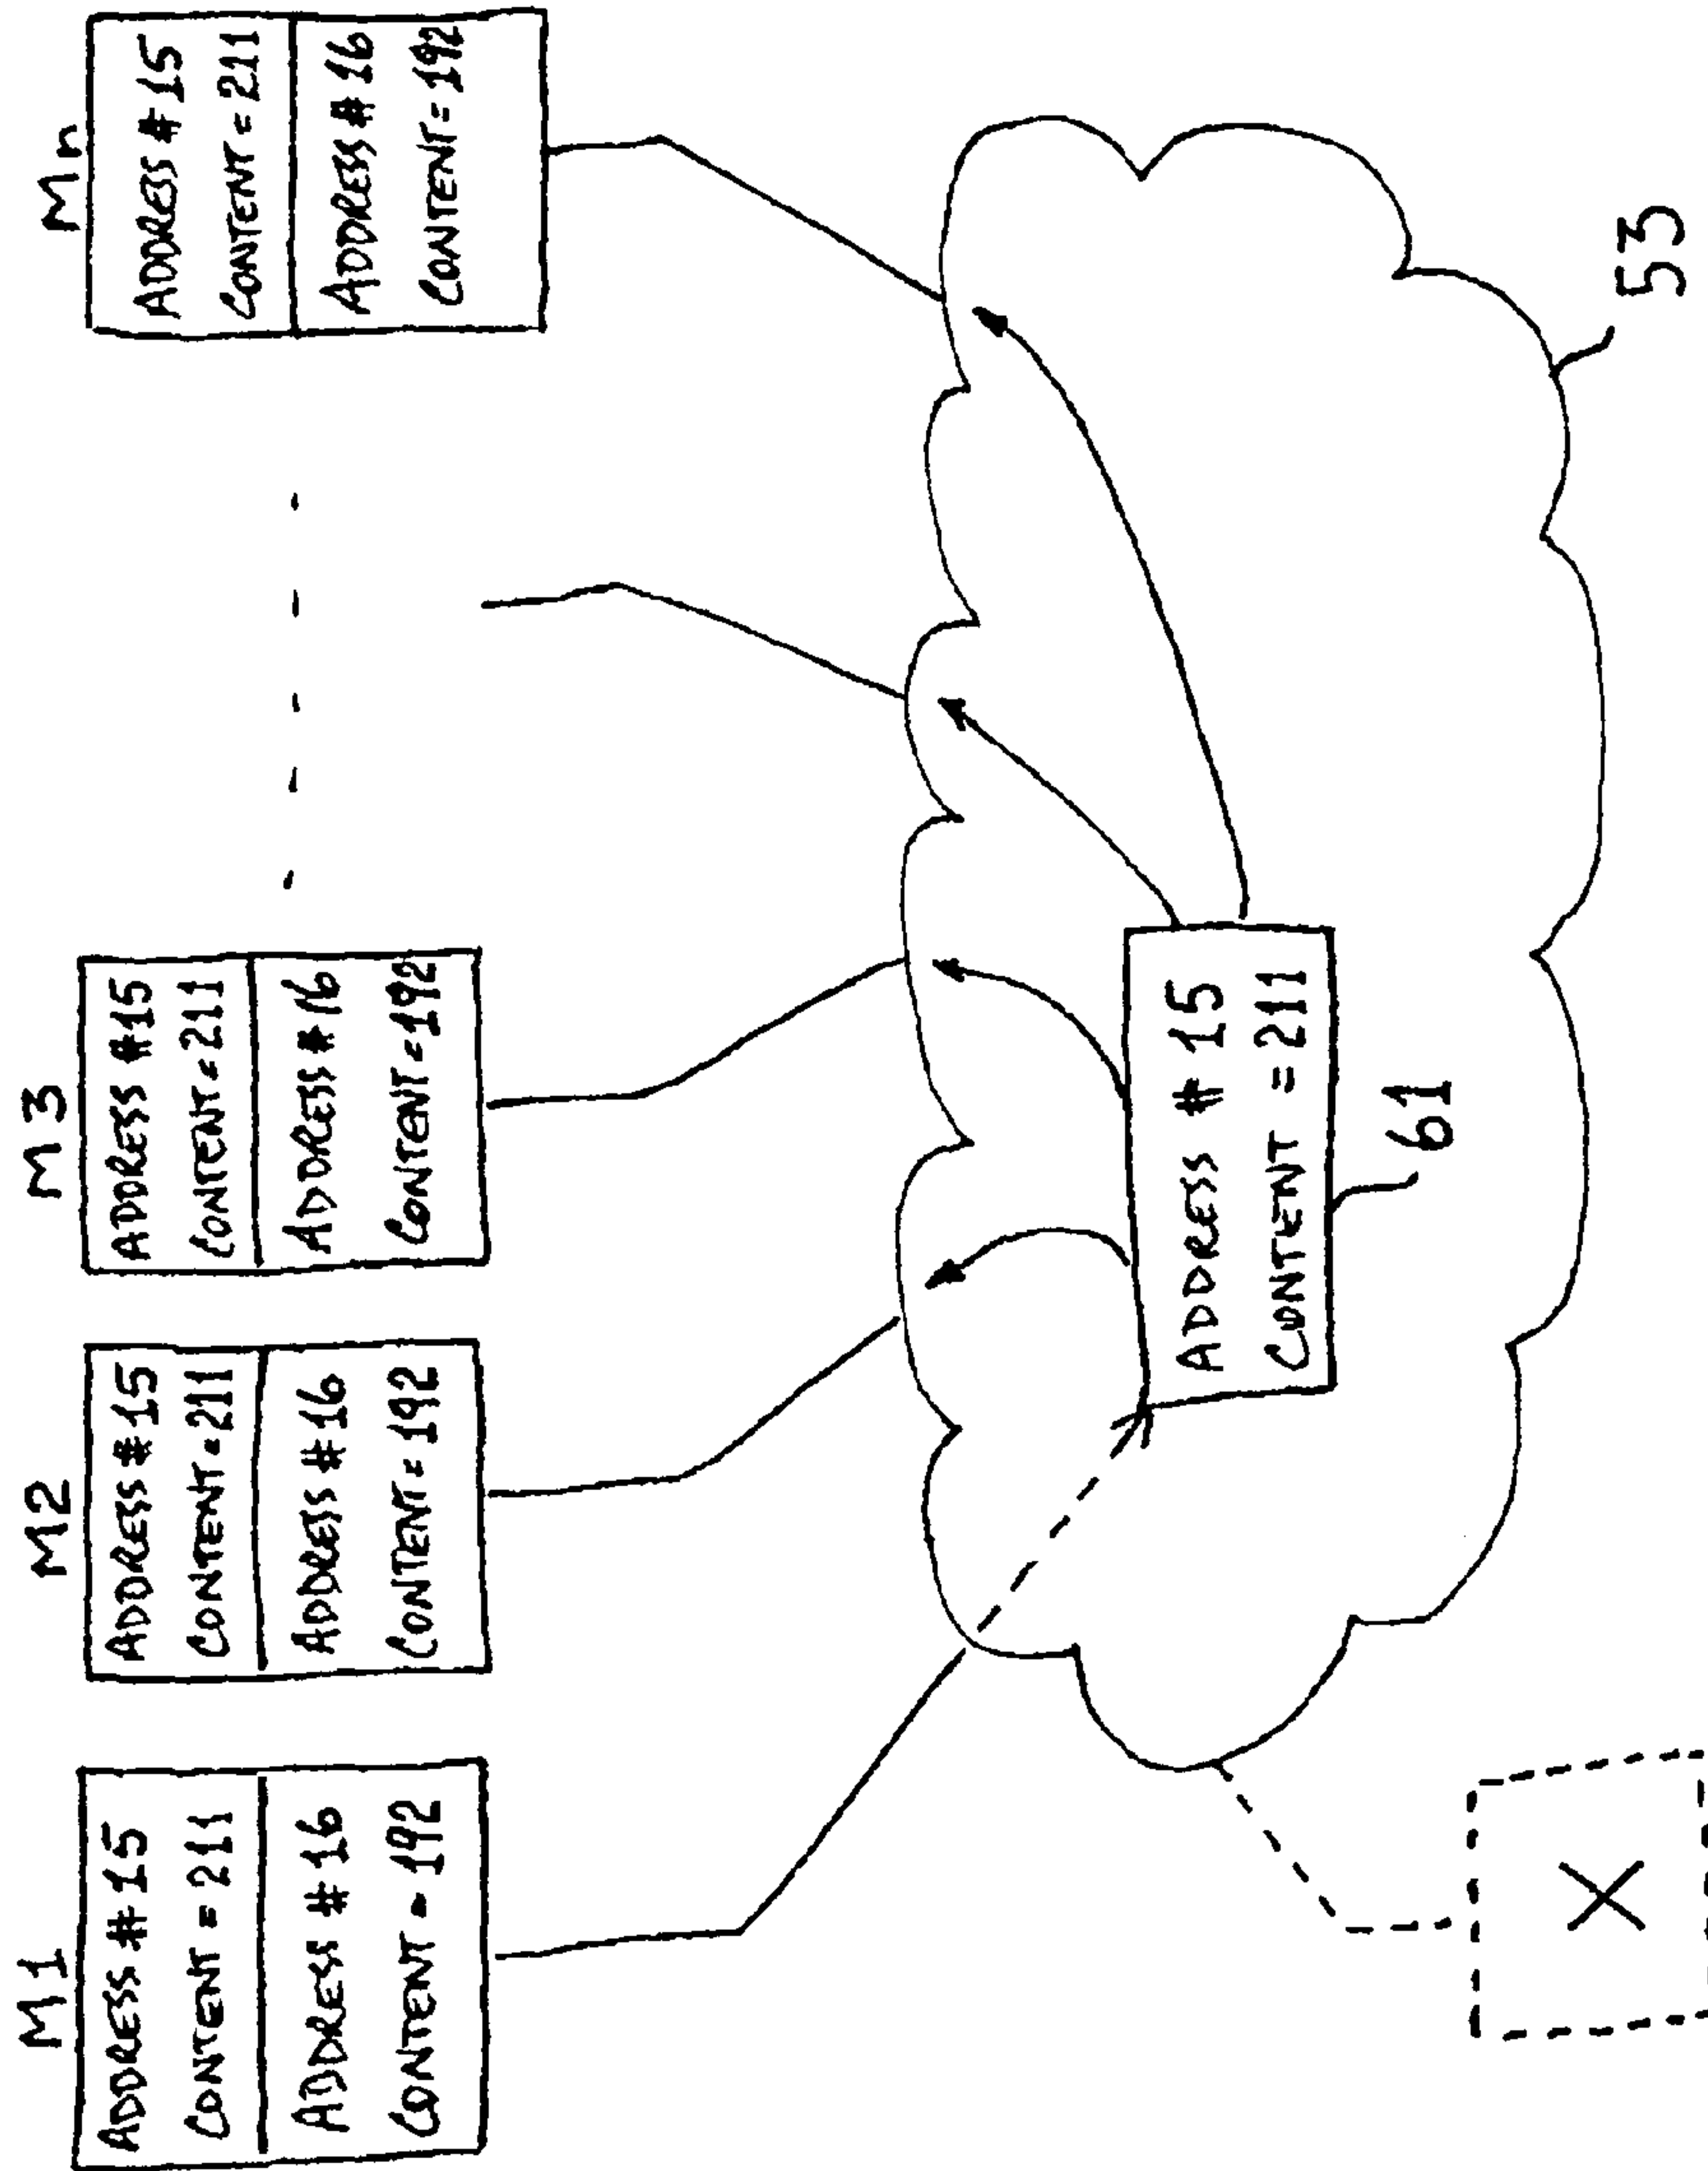 M1
ADDRESS #15
CONTENT = 211
ADDRESS #16
CONTENT = 192
M2
ADDRESS #15
CONTENT = 211
ADDRESS #16
CONTENT = 192
M3
ADDRESS #15
CONTENT = 211
ADDRESS #16
CONTENT = 192
Mn
ADDRESS #15
CONTENT = 211
ADDRESS #16
CONTENT = 192
ADDRESS # 15
CONTENT = 211
61
53
X